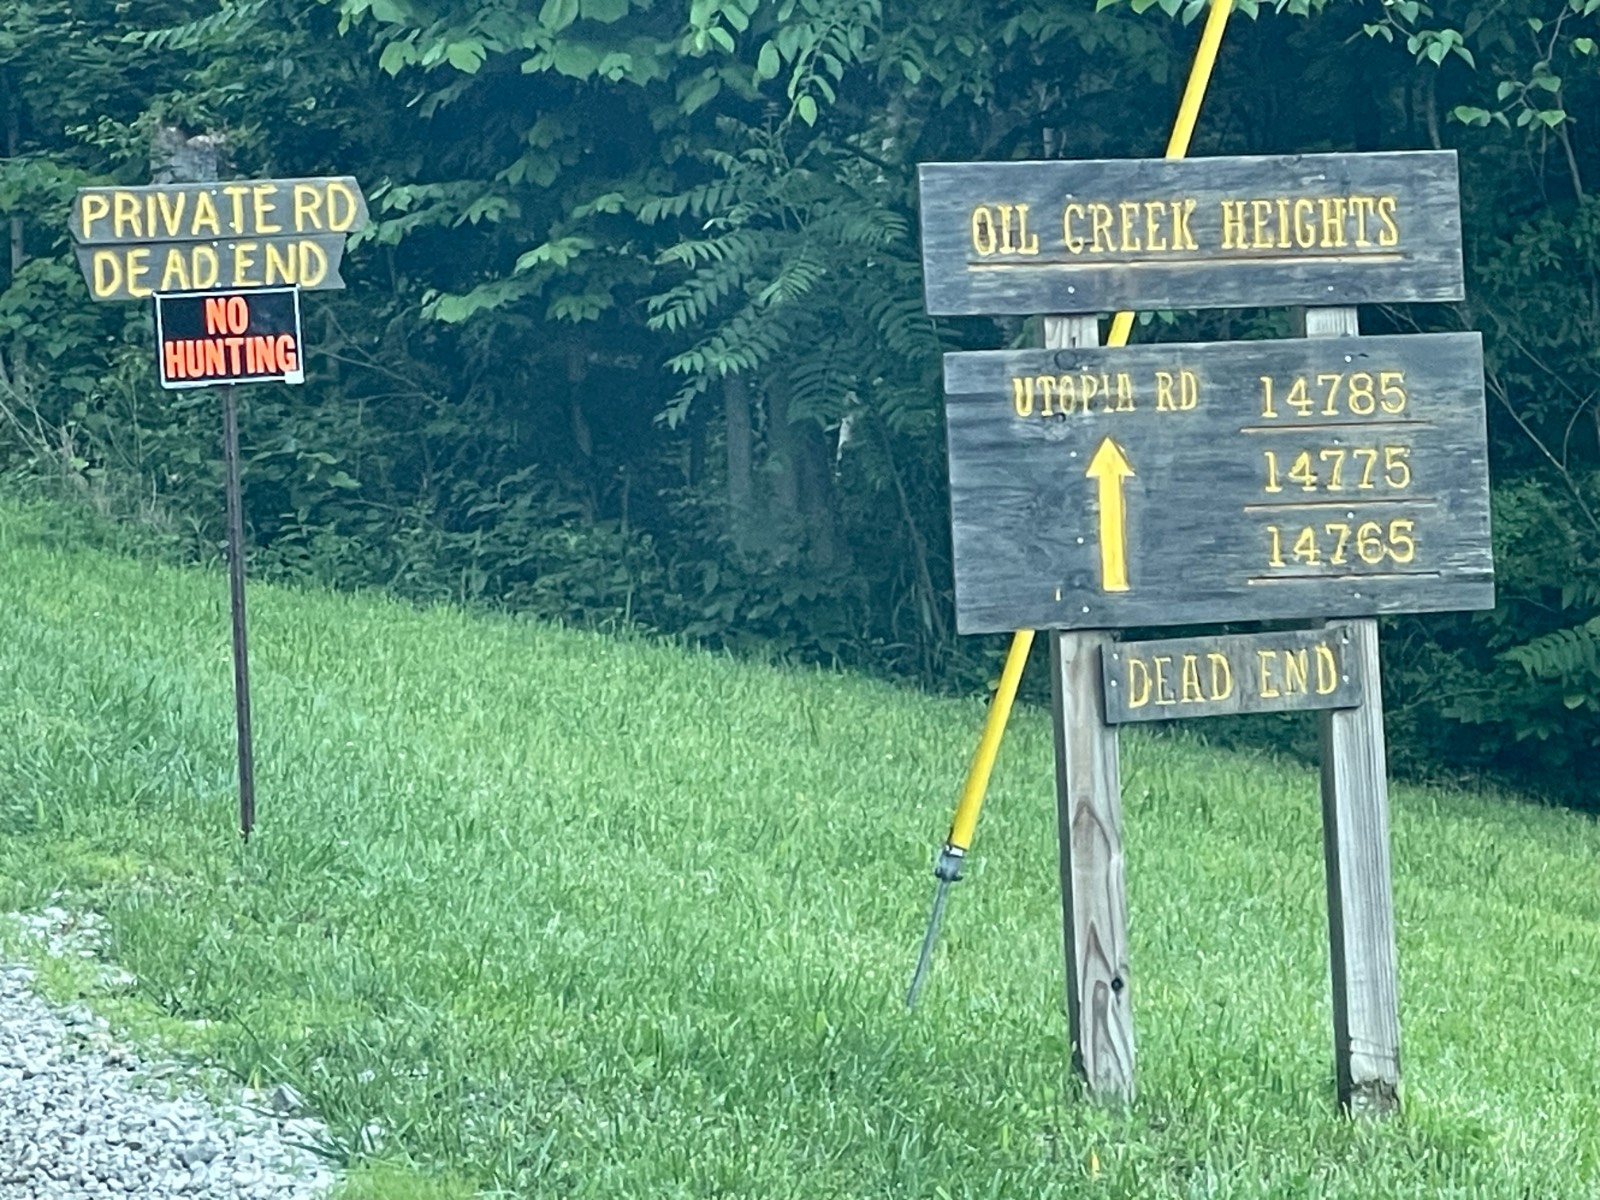 PRIVATE RD
DEAD END
NO
HUNTING
OIL CREEK HEIGHTS
UTOPIA RD 14785
14775
14765
DEAD END